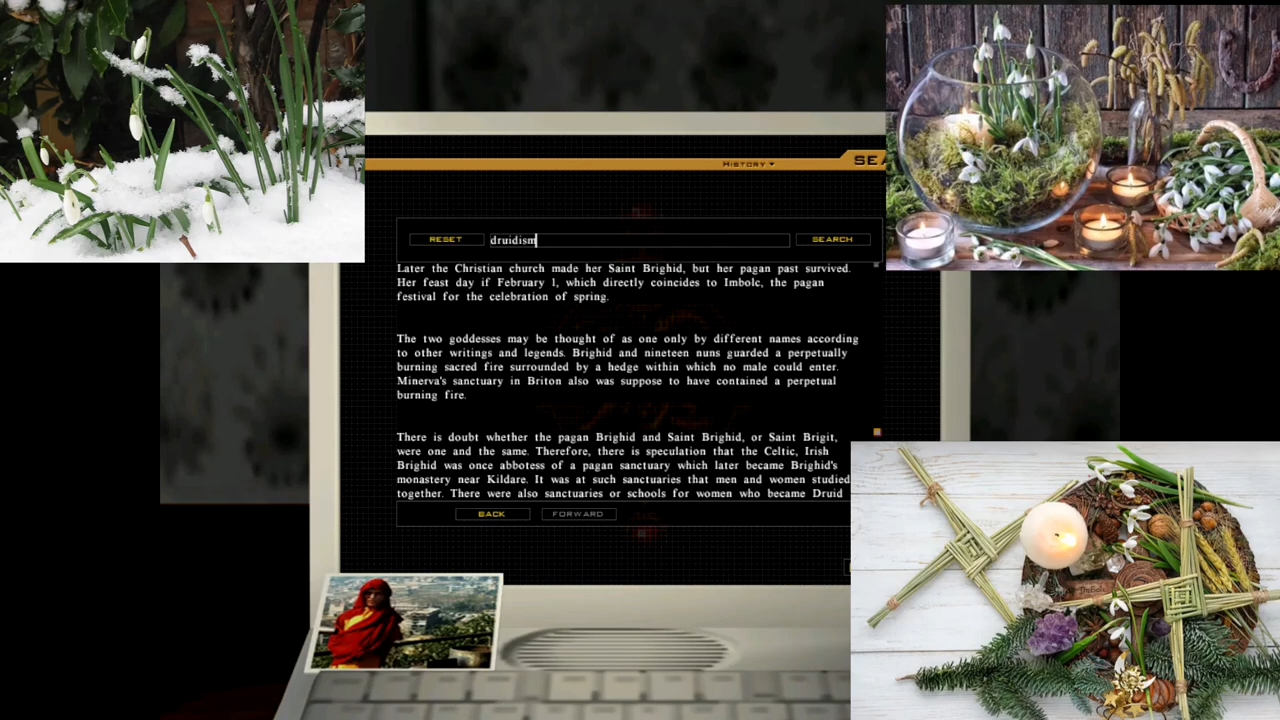 HISTORY
SEA
RESET
druidism
SEARCH
Later the Christian church made her Saint Brighid, but her pagan past survived.
Her feast day if February 1, which directly coincides to Imbolc, the pagan
festival for the celebration of spring.
The two goddesses may be thought of as one only by different names according
to other writings and legends. Brighid and nineteen nuns guarded a perpetually
burning sacred fire surrounded by a hedge within which no male could enter.
Minerva's sanctuary in Briton also was suppose to have contained a perpetual
burning fire.
There is doubt whether the pagan Brighid and Saint Brighid, or Saint Brigit,
were one and the same. Therefore, there is speculation that the Celtic, Irish
Brighid was once abbotess of a pagan sanctuary which later became Brighid's
monastery near Kildare. It was at such sanctuaries that men and women studied
together. There were also sanctuaries or schools for women who became Druid
BACK
FORWARD